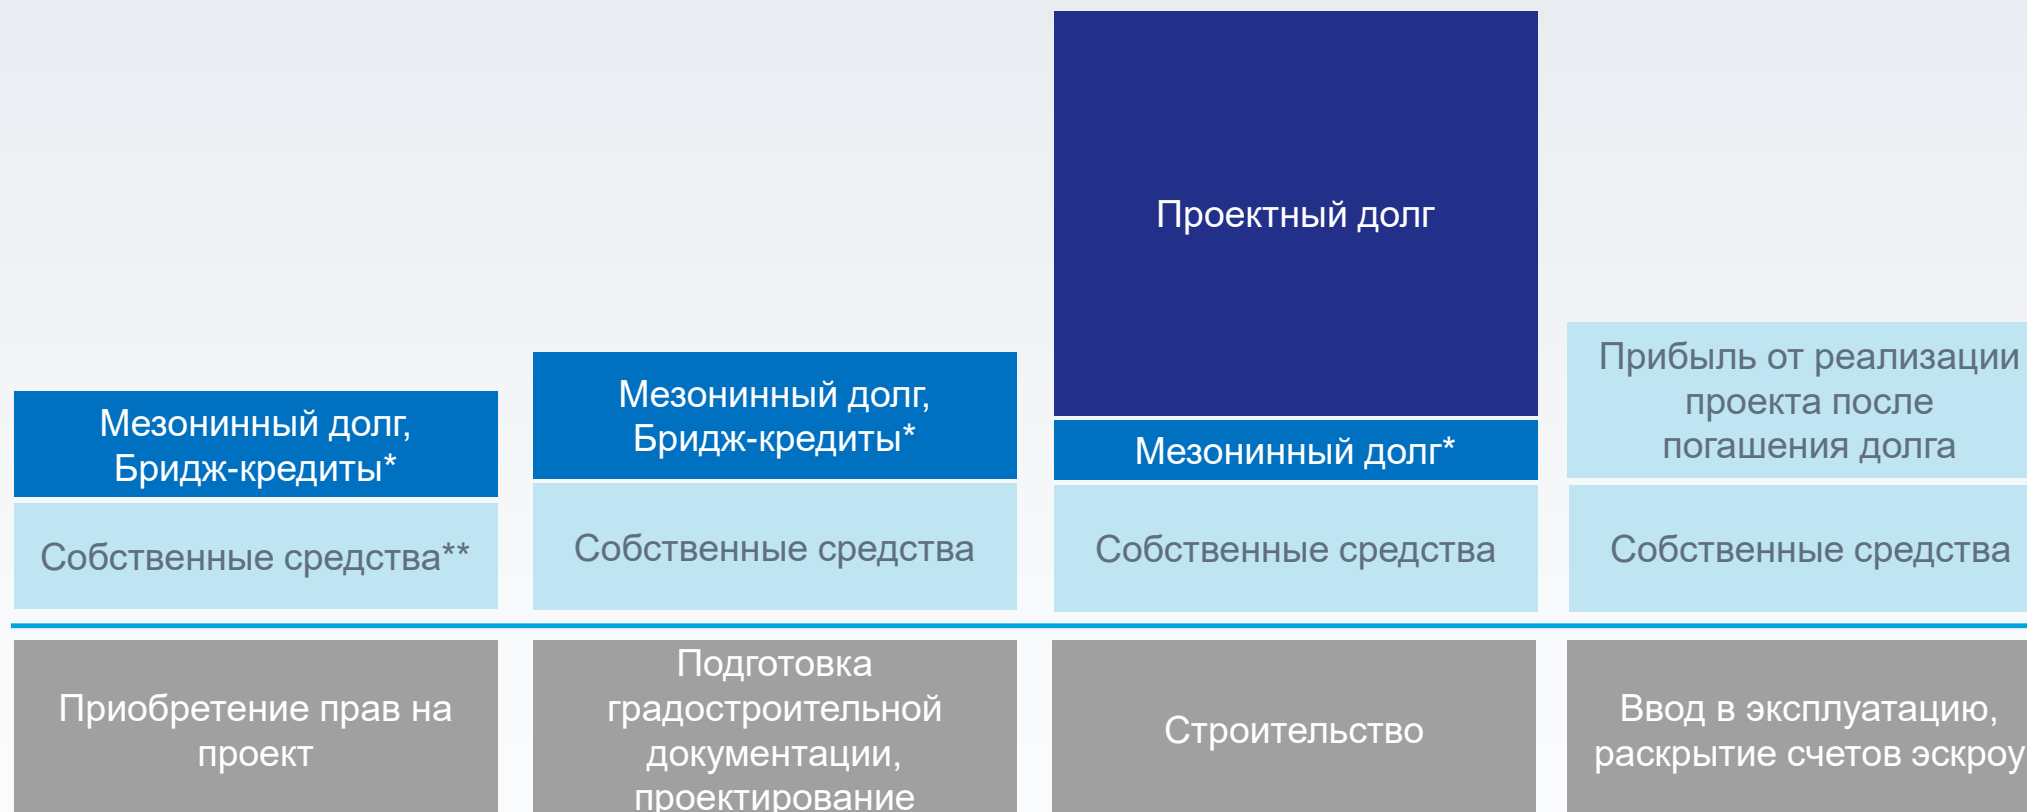 Проектный долг
Прибыль от реализации
проекта после
погашения долга
Мезонинный долг,
Бридж-кредиты*
Мезонинный долг,
Бридж-кредиты*
Мезонинный долг*
Собственные средства**
Собственные средства
Собственные средства
Собственные средства
Приобретение прав на
проект
Подготовка
градостроительной
документации,
проектирование
Строительство
Ввод в эксплуатацию,
раскрытие счетов эскроу